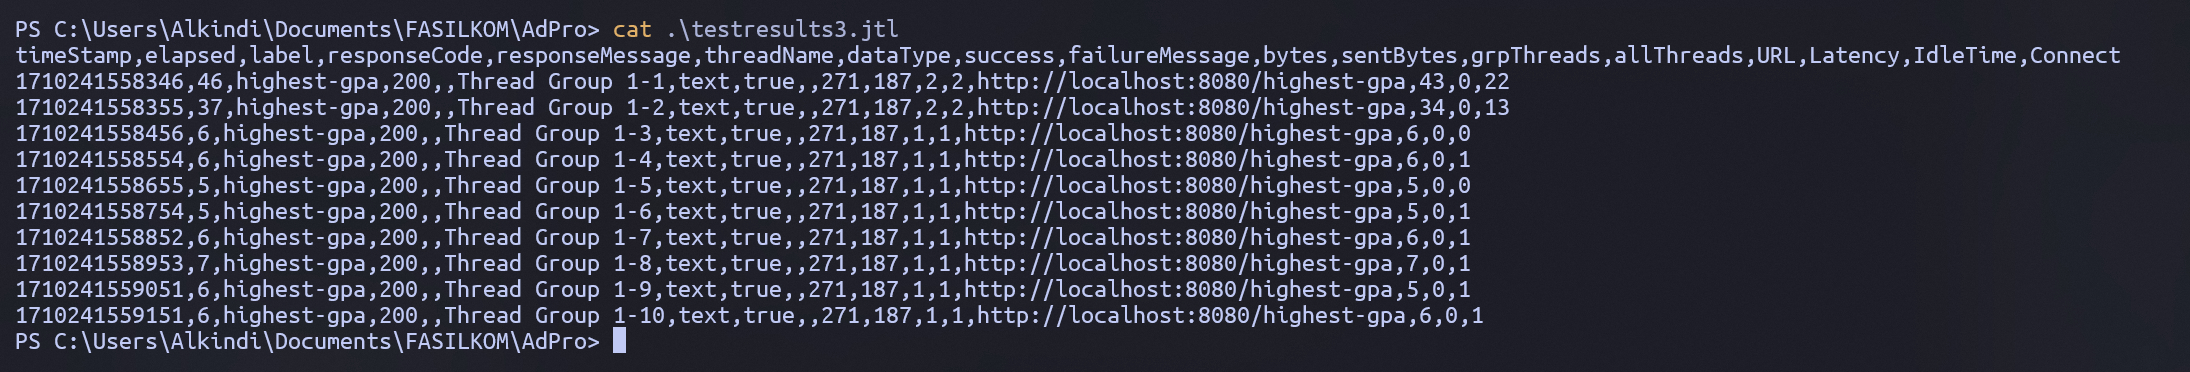 PS C:\Users\Alkindi\Documents\FASILKOM\AdPro> cat .\testresults3.jtl
timeStamp,elapsed,label,responseCode,responseMessage,threadName,dataType,success,failureMessage,bytes,sentBytes,grpThreads,allThreads,URL,Latency,IdleTime,Connect
1710241558346,46,highest-gpa,200,,Thread Group 1-1,text,true,,271,187,2,2,http://localhost:8080/highest-gpa,43,0,22
1710241558355,37,highest-gpa,200,,Thread Group 1-2,text,true,,271,187,2,2,http://localhost:8080/highest-gpa,34,0,13
1710241558456,6,highest-gpa,200,,Thread Group 1-3,text,true,,271,187,1,1,http://localhost:8080/highest-gpa,6,0,0
1710241558554,6,highest-gpa,200,,Thread Group 1-4,text,true,,271,187,1,1,http://localhost:8080/highest-gpa,6,0,1
1710241558655,5,highest-gpa,200,,Thread Group 1-5,text,true,,271,187,1,1,http://localhost:8080/highest-gpa,5,0,0
1710241558754,5,highest-gpa,200,,Thread Group 1-6,text,true,,271,187,1,1,http://localhost:8080/highest-gpa,5,0,1
1710241558852,6,highest-gpa,200,,Thread Group 1-7,text,true,,271,187,1,1,http://localhost:8080/highest-gpa,6,0,1
1710241558953,7,highest-gpa,200,,Thread Group 1-8,text,true,,271,187,1,1,http://localhost:8080/highest-gpa,7,0,1
1710241559051,6,highest-gpa,200,,Thread Group 1-9,text,true,,271,187,1,1,http://localhost:8080/highest-gpa,5,0,1
1710241559151,6,highest-gpa,200,,Thread Group 1-10,text,true,,271,187,1,1,http://localhost:8080/highest-gpa,6,0,1
PS C:\Users\Alkindi\Documents\FASILKOM\AdPro>